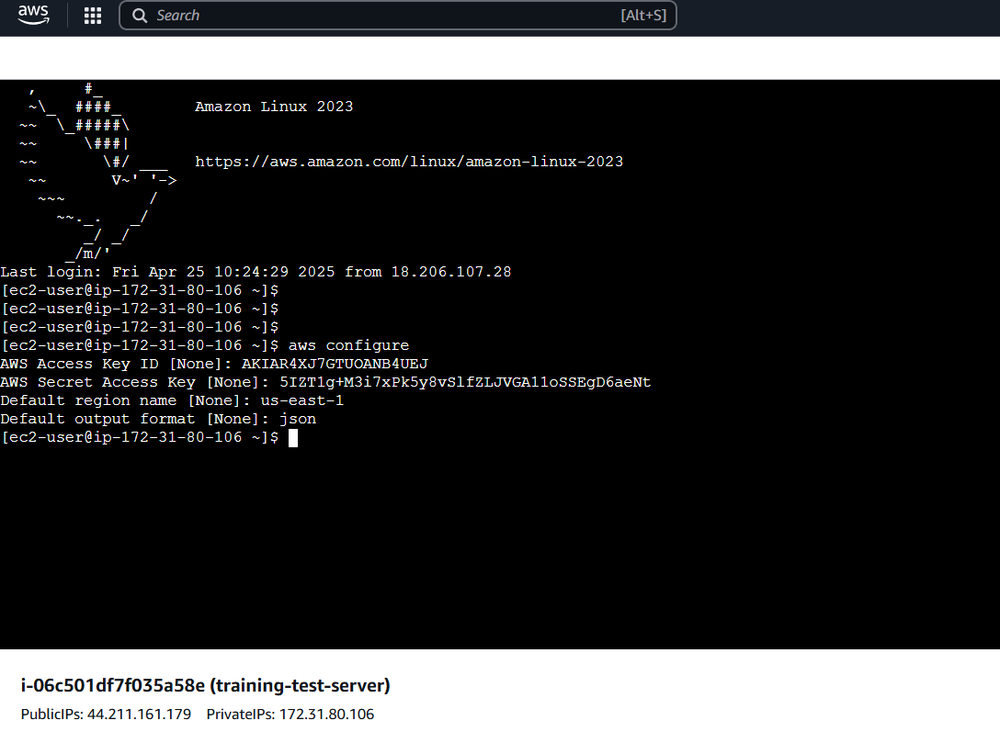 aws
Search [Alt+S]
   ,     #_
   ~\_  ####_        Amazon Linux 2023
  ~~  \_#####\
  ~~     \###|
  ~~       \#/ ___   https://aws.amazon.com/linux/amazon-linux-2023
   ~~       V~' '->
    ~~~         /
      ~~._.   _/
         _/ _/
       _/m/'
Last login: Fri Apr 25 10:24:29 2025 from 18.206.107.28
[ec2-user@ip-172-31-80-106 ~]$
[ec2-user@ip-172-31-80-106 ~]$
[ec2-user@ip-172-31-80-106 ~]$
[ec2-user@ip-172-31-80-106 ~]$ aws configure
AWS Access Key ID [None]: AKIAR4XJ7GTUOANB4UEJ
AWS Secret Access Key [None]: 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
Default region name [None]: us-east-1
Default output format [None]: json
[ec2-user@ip-172-31-80-106 ~]$
i-06c501df7f035a58e (training-test-server)
PublicIPs: 44.211.161.179 PrivateIPs: 172.31.80.106